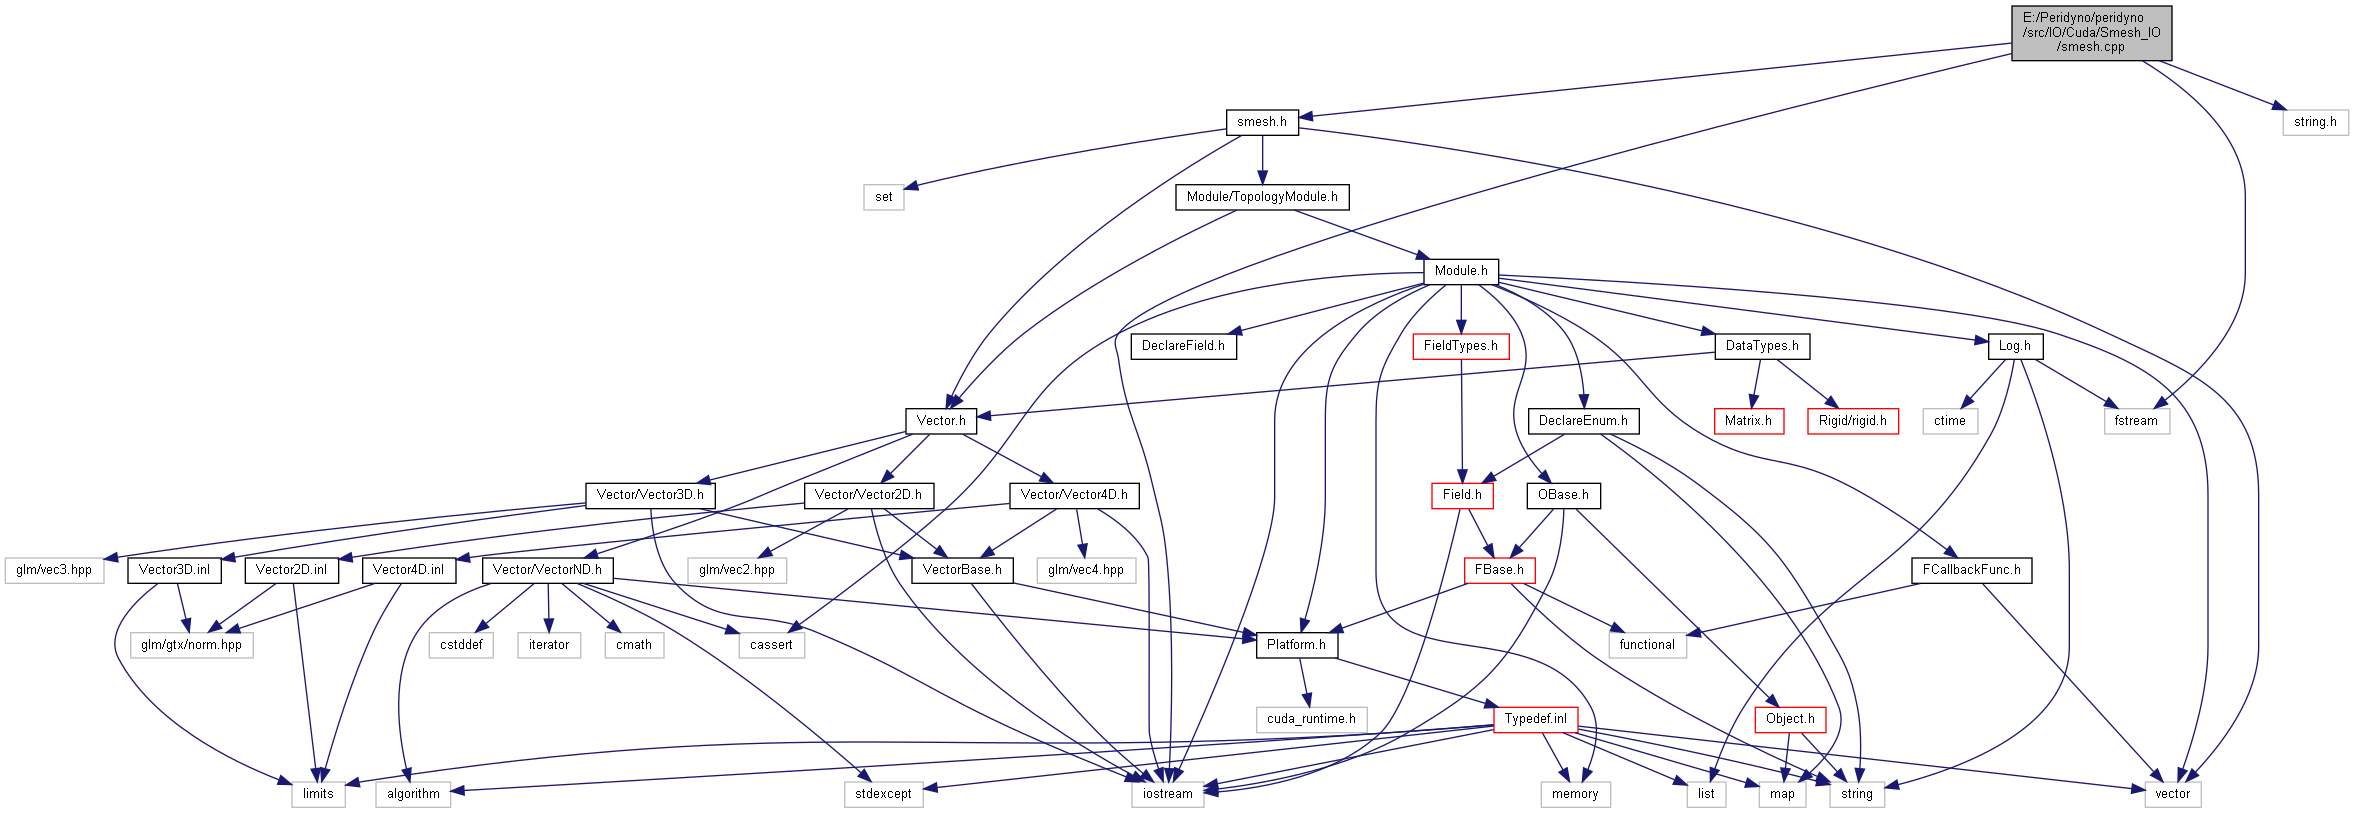 E:/Peridyno/peridyno
/src/IO/Cuda/Smesh_IO
/smesh.cpp
smesh.h
string.h
set
Module/TopologyModule.h
Module.h
DeclareField.h
FieldTypes.h
DataTypes.h
Log.h
Vector.h
DeclareEnum.h
Matrix.h
Rigid/rigid.h
ctime
fstream
Vector/Vector3D.h
Vector/Vector2D.h
Vector/Vector4D.h
Field.h
OBase.h
glm/vec3.hpp
Vector3D.inl
Vector2D.inl
Vector4D.inl
Vector/VectorND.h
glm/vec2.hpp
VectorBase.h
glm/vec4.hpp
FBase.h
FCallbackFunc.h
glm/gtx/norm.hpp
cstddef
iterator
cmath
cassert
Platform.h
functional
cuda_runtime.h
Typedef.inl
Object.h
limits
algorithm
stdexcept
iostream
memory
list
map
string
vector